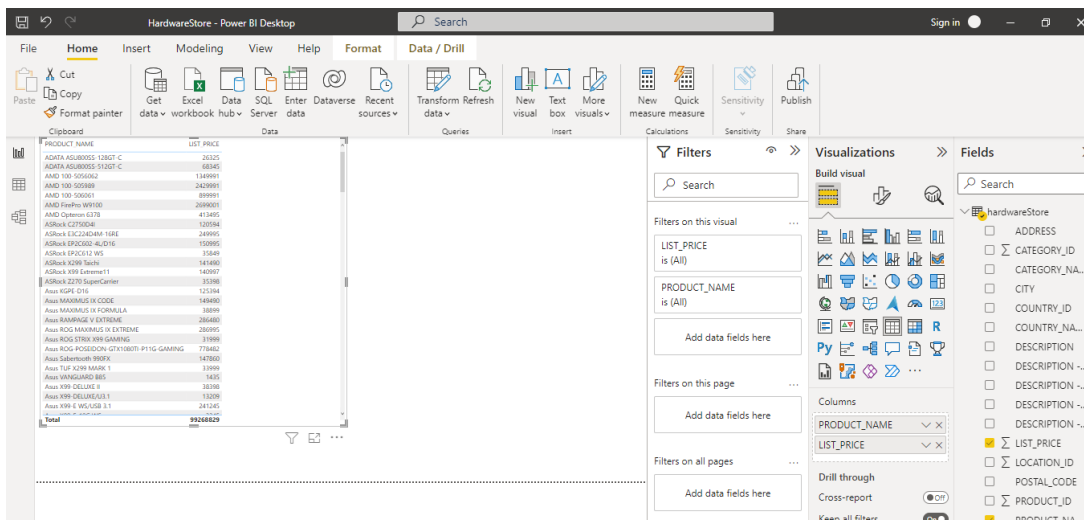 HardwareStore - Power BI Desktop
Search
Sign in
File Home Insert Modeling View Help Format Data / Drill
Paste
Cut
Copy
Format painter
Clipboard
Get data
Excel workbook
Data hub
SQL Server
Enter data
Dataverse
Recent sources
Data
Transform data
Refresh
Queries
New visual
Text box
More visuals
Insert
New measure
Quick measure
Calculations
Sensitivity
Sensitivity
Publish
Share
PRODUCT_NAME LIST_PRICE
ADATA ASU800SS-128GT-C 26325
ADATA ASU800SS-512GT-C 68345
AMD 100-5056062 1349991
AMD 100-505989 2429991
AMD 100-506061 899991
AMD FirePro W9100 2699001
AMD Opteron 6378 413495
ASRock C2750D4I 120594
ASRock E3C224D4M-16RE 249995
ASRock EP2C602-4L/D16 150995
ASRock EP2C612 WS 35849
ASRock X299 Taichi 141490
ASRock X99 Extreme11 140997
ASRock Z270 SuperCarrier 35398
Asus KGPE-D16 125394
Asus MAXIMUS IX CODE 149490
Asus MAXIMUS IX FORMULA 38899
Asus RAMPAGE V EXTREME 286480
Asus ROG MAXIMUS IX EXTREME 286995
Asus ROG STRIX X99 GAMING 31999
Asus ROG-POSEIDON-GTX1080TI-P11G-GAMING 778462
Asus Sabertooth 990FX 147860
Asus TUF X299 MARK 1 33999
Asus VANGUARD B85 1435
Asus X99-DELUXE II 38398
Asus X99-DELUXE/U3.1 13209
Asus X99-E WS/USB 3.1 241245
Total 99268829
Filters
Search
Filters on this visual
LIST_PRICE
is (All)
PRODUCT_NAME
is (All)
Add data fields here
Filters on this page
Add data fields here
Filters on all pages
Add data fields here
Visualizations
Build visual
123
R
Py
Columns
PRODUCT_NAME
LIST_PRICE
Drill through
Cross-report
Off
Keep all filters
On
Fields
Search
hardwareStore
ADDRESS
CATEGORY_ID
CATEGORY_NA...
CITY
COUNTRY_ID
COUNTRY_NA...
DESCRIPTION
DESCRIPTION -...
DESCRIPTION -...
DESCRIPTION -...
DESCRIPTION -...
LIST_PRICE
LOCATION_ID
POSTAL_CODE
PRODUCT_ID
PRODUCT_NA...